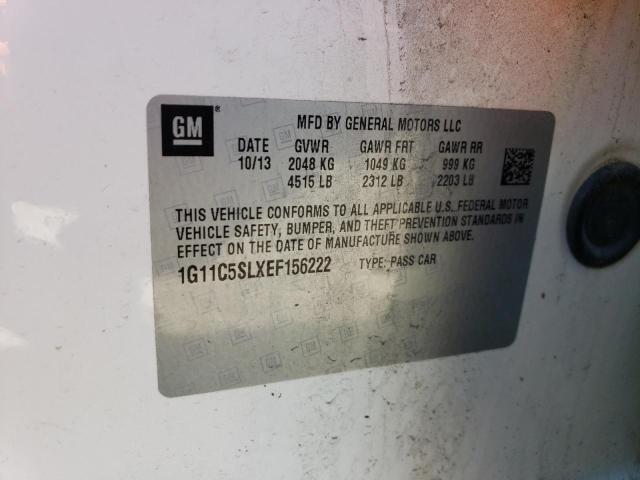 GM
MFD BY GENERAL MOTORS LLC
DATE GVWR GAWR FRT GAWR RR
10/13 2048 KG 1049 KG 999 KG
4515 LB 2312 LB 2203 LB
THIS VEHICLE CONFORMS TO ALL APPLICABLE U.S. FEDERAL MOTOR
VEHICLE SAFETY, BUMPER, AND THEFT PREVENTION STANDARDS IN
EFFECT ON THE DATE OF MANUFACTURE SHOWN ABOVE.
1G11C5SLXEF156222 TYPE: PASS CAR